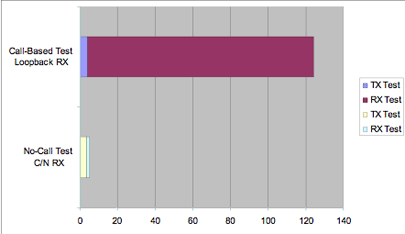 Call-Based Test
Loopback RX
No-Call Test
C/N RX
0 20 40 60 80 100 120 140
TX Test
RX Test
TX Test
RX Test